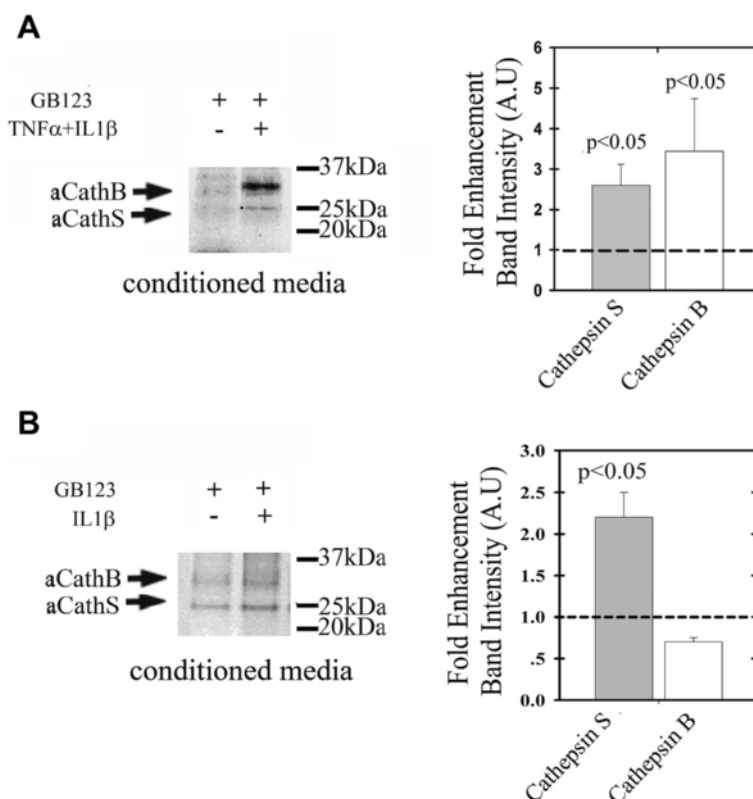 A
GB123 + +
TNFα+IL1β - +
aCathB
aCathS
37kDa
25kDa
20kDa
conditioned media
Fold Enhancement
Band Intensity (A.U)
6
5
4
3
2
1
0
p<0.05
p<0.05
Cathepsin S
Cathepsin B
B
GB123 + +
IL1β - +
aCathB
aCathS
37kDa
25kDa
20kDa
conditioned media
Fold Enhancement
Band Intensity (A.U)
3.0
2.5
2.0
1.5
1.0
.5
0.0
p<0.05
Cathepsin S
Cathepsin B